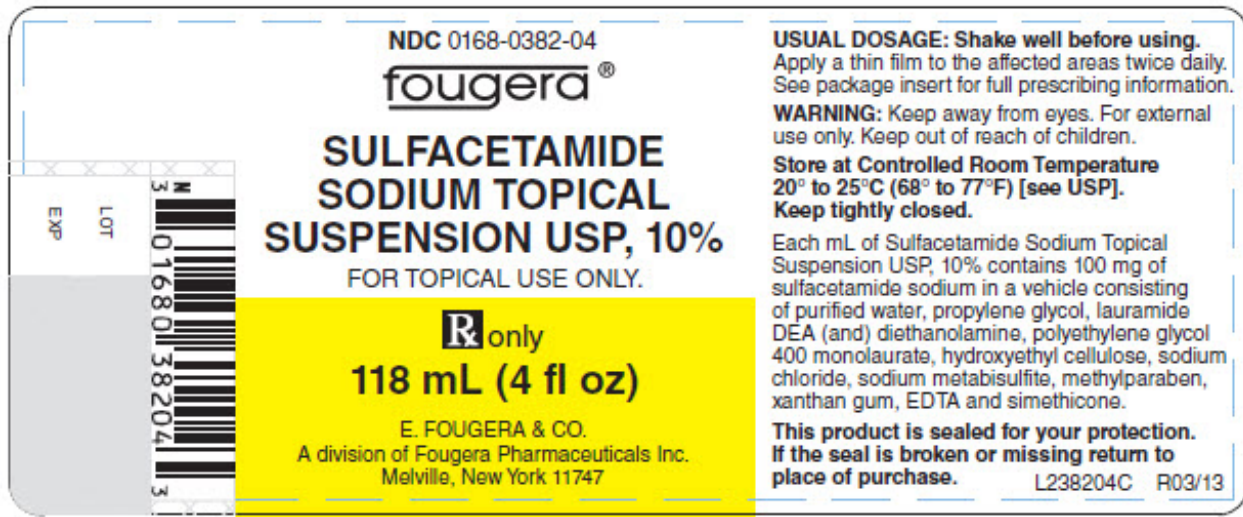 EXP
LOT
N
3
01680 38204
3
NDC 0168-0382-04
fougera®
SULFACETAMIDE
SODIUM TOPICAL
SUSPENSION USP, 10%
FOR TOPICAL USE ONLY.
Rx only
118 mL (4 fl oz)
E. FOUGERA & CO.
A division of Fougera Pharmaceuticals Inc.
Melville, New York 11747
USUAL DOSAGE: Shake well before using.
Apply a thin film to the affected areas twice daily.
See package insert for full prescribing information.
WARNING: Keep away from eyes. For external
use only. Keep out of reach of children.
Store at Controlled Room Temperature
20° to 25°C (68° to 77°F) [see USP].
Keep tightly closed.
Each mL of Sulfacetamide Sodium Topical
Suspension USP, 10% contains 100 mg of
sulfacetamide sodium in a vehicle consisting
of purified water, propylene glycol, lauramide
DEA (and) diethanolamine, polyethylene glycol
400 monolaurate, hydroxyethyl cellulose, sodium
chloride, sodium metabisulfite, methylparaben,
xanthan gum, EDTA and simethicone.
This product is sealed for your protection.
If the seal is broken or missing return to
place of purchase. L238204C R03/13